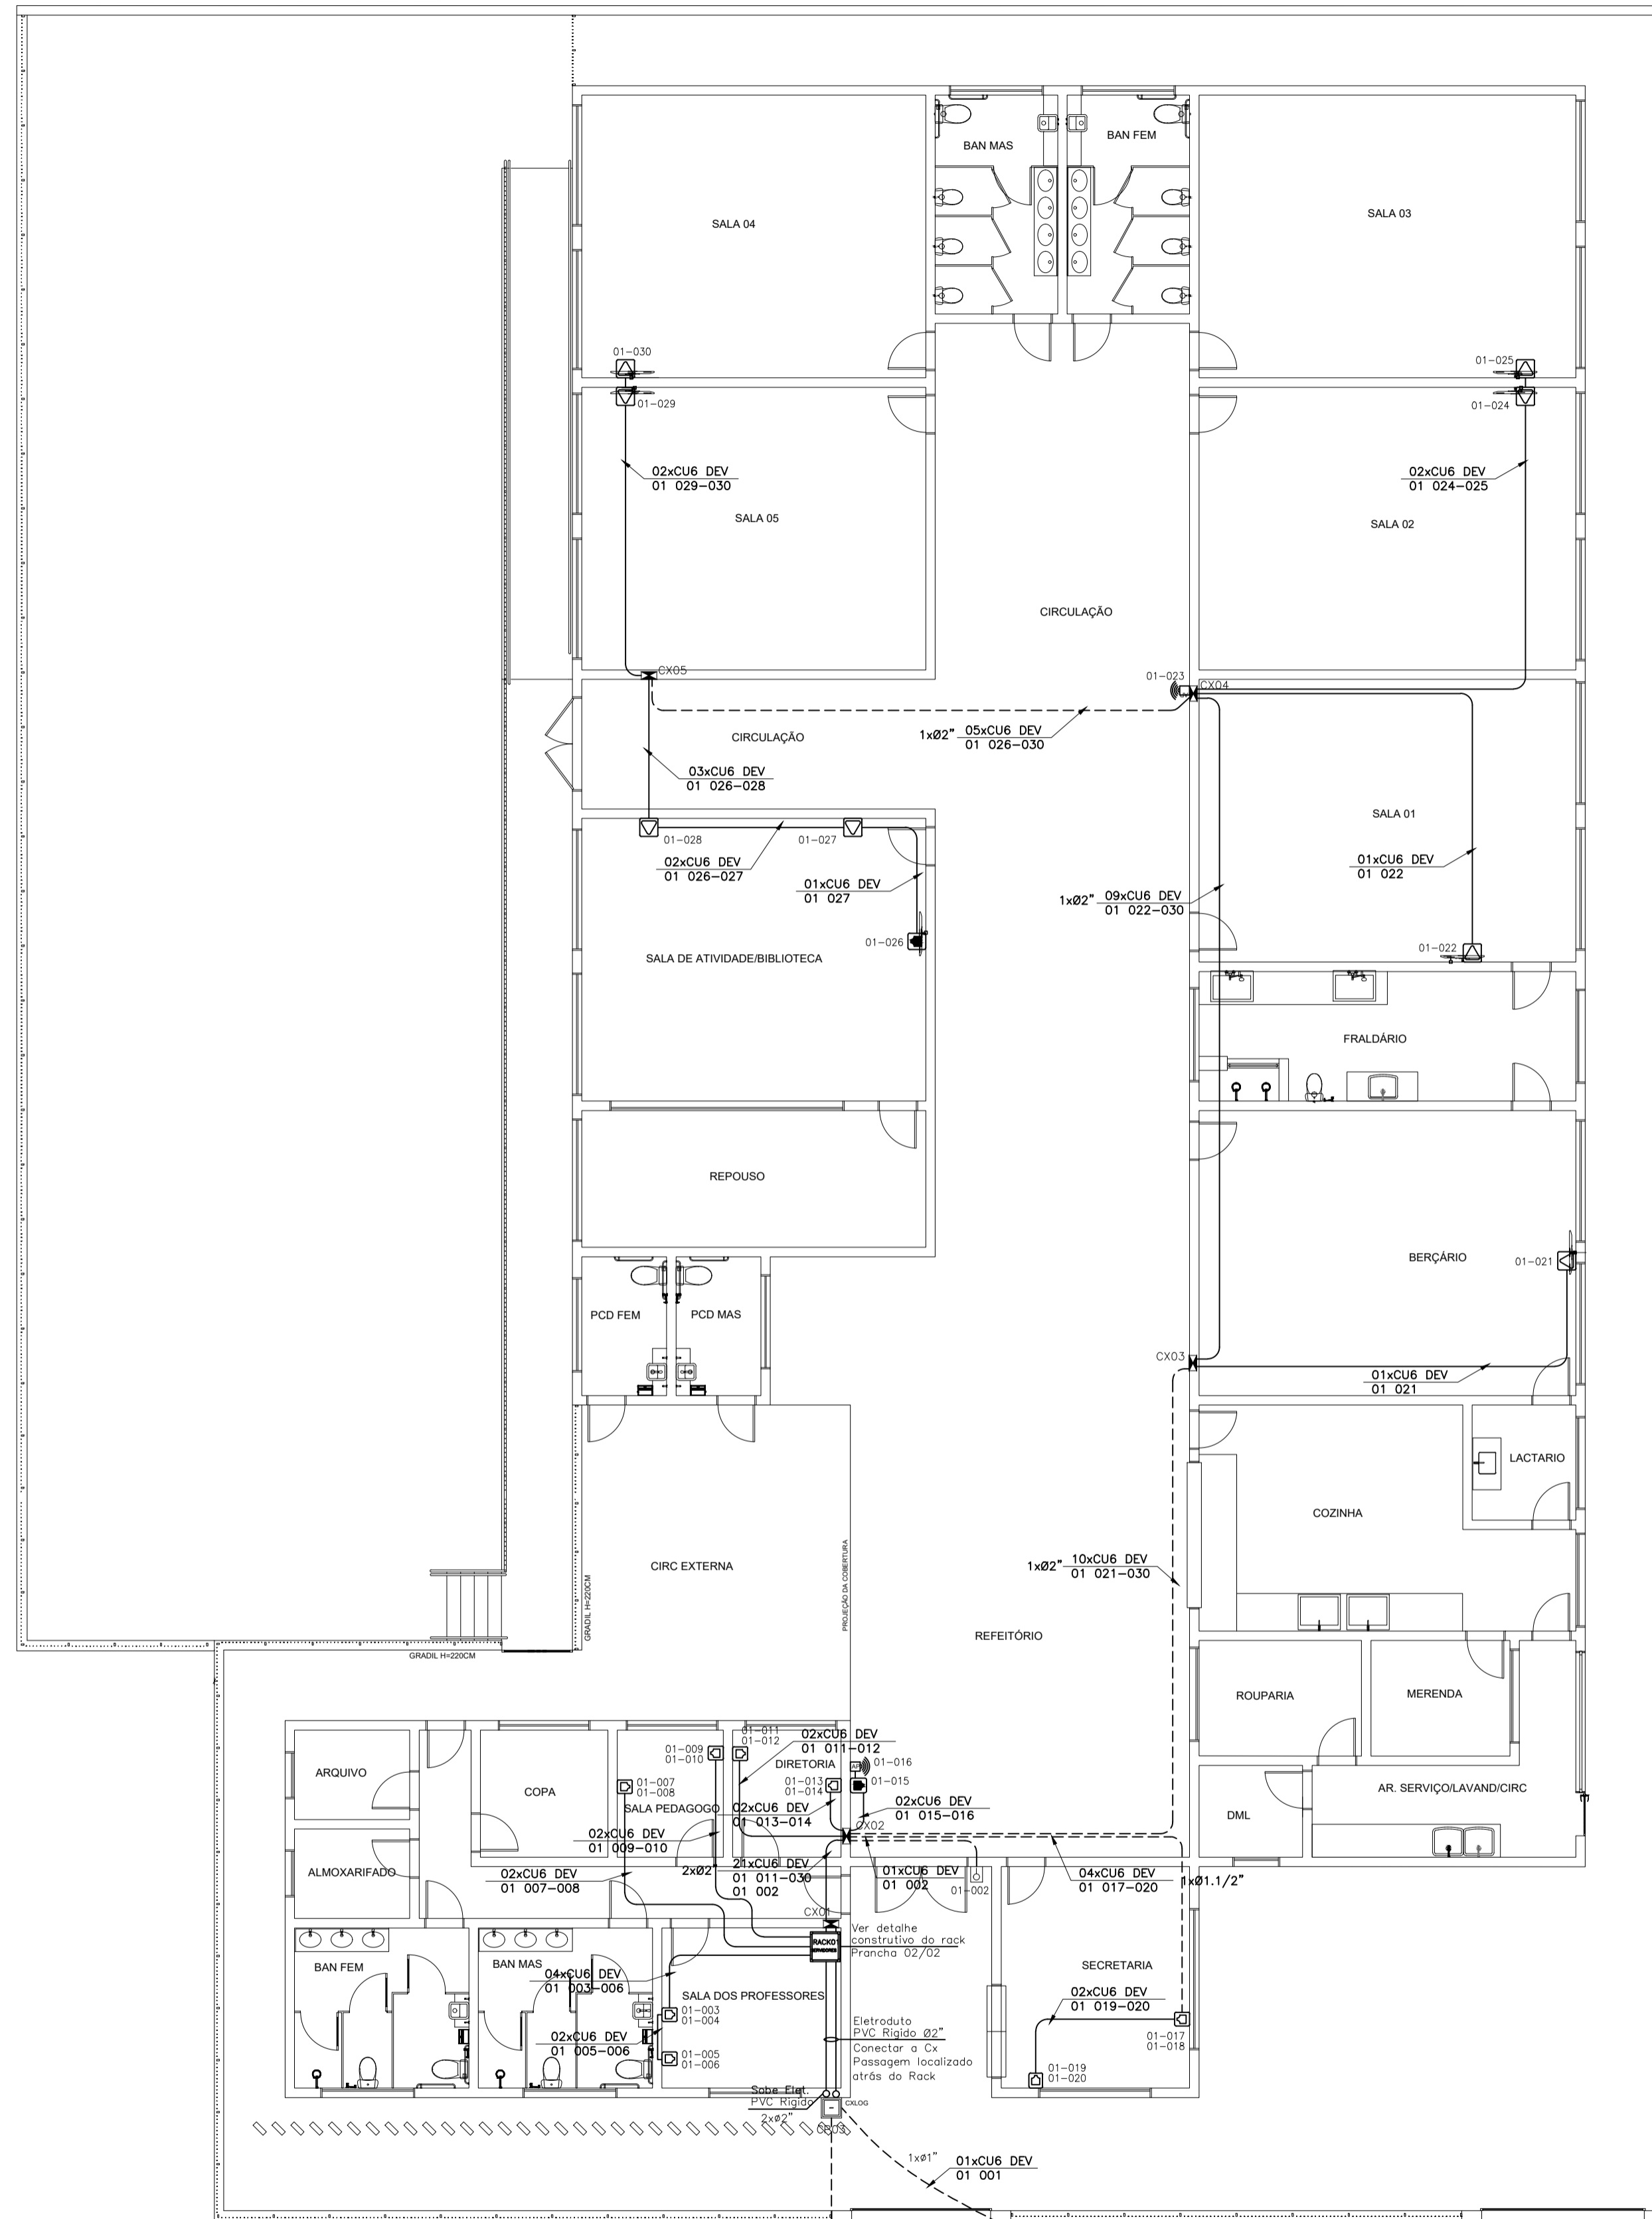 BAN MAS
BAN FEM
SALA 04
SALA 03
01-030
01-025
01-029
01-024
02xCU6 DEV
01 029-030
02xCU6 DEV
01 024-025
SALA 05
SALA 02
CIRCULAÇÃO
CX05
01-023
CX04
CIRCULAÇÃO
1xØ2" 05xCU6 DEV
01 026-030
03xCU6 DEV
01 026-028
SALA 01
01-028
01-027
02xCU6 DEV
01 026-027
01xCU6 DEV
01 027
01xCU6 DEV
01 022
1xØ2" 09xCU6 DEV
01 022-030
01-026
01-022
SALA DE ATIVIDADE/BIBLIOTECA
FRALDÁRIO
REPOUSO
BERÇÁRIO
01-021
PCD FEM
PCD MAS
CX03
01xCU6 DEV
01 021
LACTARIO
COZINHA
CIRC EXTERNA
PROJEÇÃO DA COBERTURA
GRADIL H=220CM
1xØ2" 10xCU6 DEV
01 021-030
REFEITÓRIO
GRADIL H=220CM
ROUPARIA
MERENDA
01-011
01-012
02xCU6 DEV
01 011-012
01-009
01-010
DIRETORIA
AP
01-016
ARQUIVO
COPA
01-007
01-008
01-013
01-014
01-015
AR. SERVIÇO/LAVAND/CIRC
SALA PEDAGOGO
02xCU6 DEV
01 013-014
02xCU6 DEV
01 015-016
DML
CX02
02xCU6 DEV
01 009-010
ALMOXARIFADO
02xCU6 DEV
01 007-008
2xØ2"
21xCU6 DEV
01 011-030
01 002
01xCU6 DEV
01 002
01-002
04xCU6 DEV
01 017-020
1xØ1.1/2"
CX01
RACK01
SERVIDORES
Ver detalhe
construtivo do rack
Prancha 02/02
BAN FEM
BAN MAS
04xCU6 DEV
01 003-006
SECRETARIA
SALA DOS PROFESSORES
02xCU6 DEV
01 019-020
01-003
01-004
02xCU6 DEV
01 005-006
01-005
01-006
Eletroduto
PVC Rigido Ø2"
Conectar a Cx
Passagem localizado
atrás do Rack
01-017
01-018
01-019
01-020
Sobe Elet.
PVC Rigido
2xø2"
CXLOG
1xø1"
01xCU6 DEV
01 001